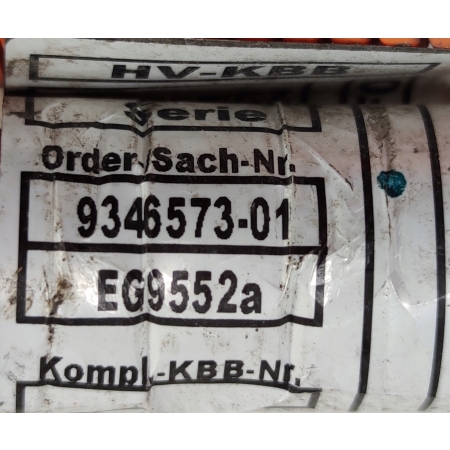 HV-KBB
Serie
Order/Sach-Nr.
9346573-01
EG9552a
Kompl.-KBB-Nr.